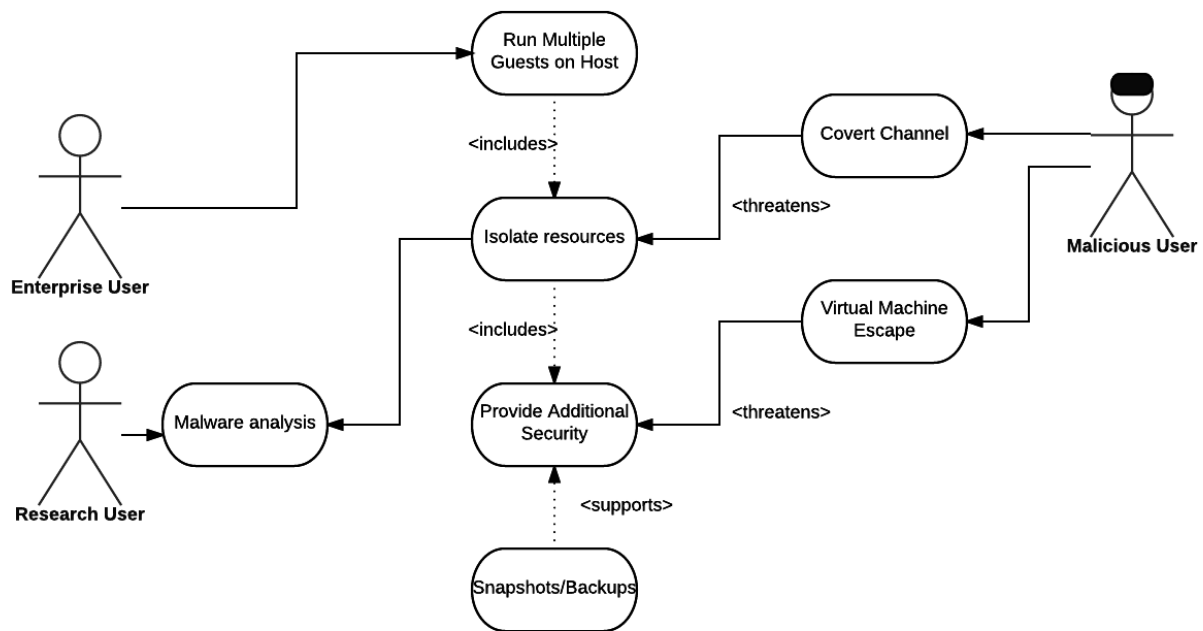 Run Multiple
Guests on Host
<includes>
Covert Channel
<threatens>
Isolate resources
Malicious User
Enterprise User
Virtual Machine
Escape
<includes>
Provide Additional
Security
<threatens>
Malware analysis
Research User
<supports>
Snapshots/Backups